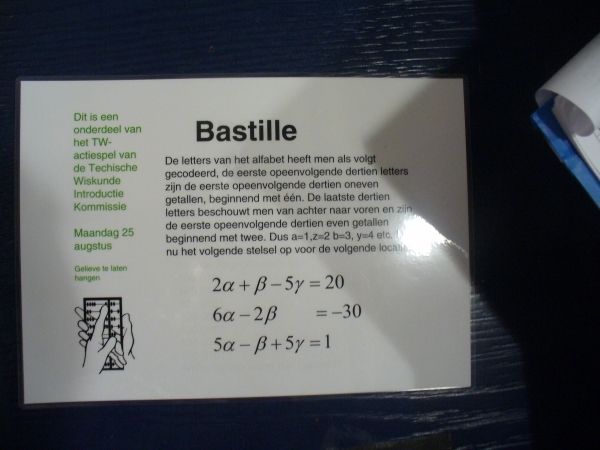 Dit is een
onderdeel van
het TW-
actiespel van
de Techische
Wiskunde
Introductie
Kommissie
Maandag 25
augstus
Gelieve te laten
hangen
Bastille
De letters van het alfabet heeft men als volgt
gecodeerd, de eerste opeenvolgende dertien letters
zijn de eerste opeenvolgende dertien oneven
getallen, beginnend met één. De laatste dertien
letters beschouwt men van achter naar voren en zijn
de eerste opeenvolgende dertien even getallen
beginnend met twee. Dus a=1,z=2 b=3, y=4 etc.
nu het volgende stelsel op voor de volgende
2α + β − 5γ = 20
6α − 2β = −30
5α − β + 5γ = 1